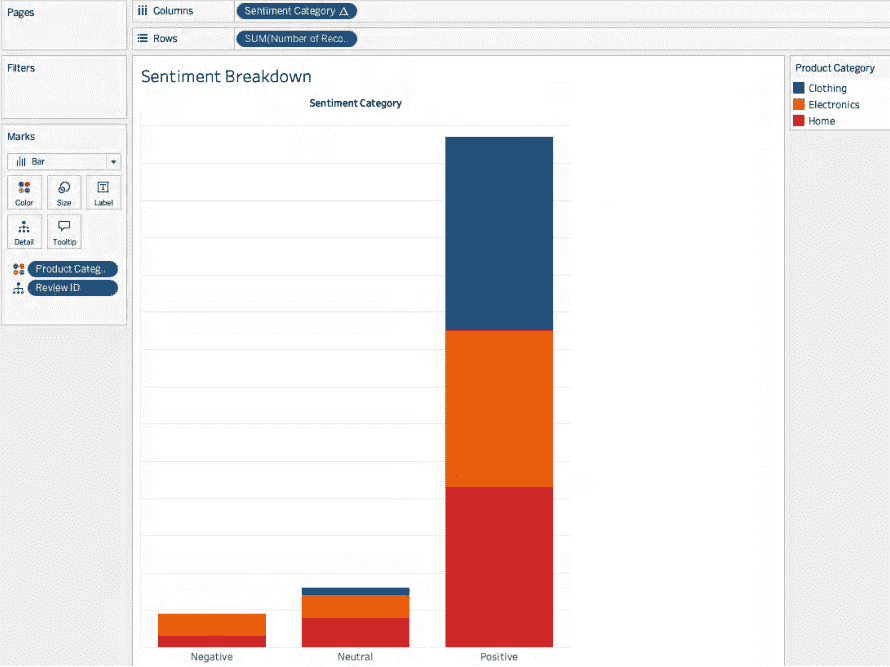 Pages
Columns
Sentiment Category △
Rows
SUM(Number of Reco..
Filters
Marks
Bar
Color
Size
Label
Detail
Tooltip
Product Categ..
Review ID
Sentiment Breakdown
Sentiment Category
Negative
Neutral
Positive
Product Category
Clothing
Electronics
Home